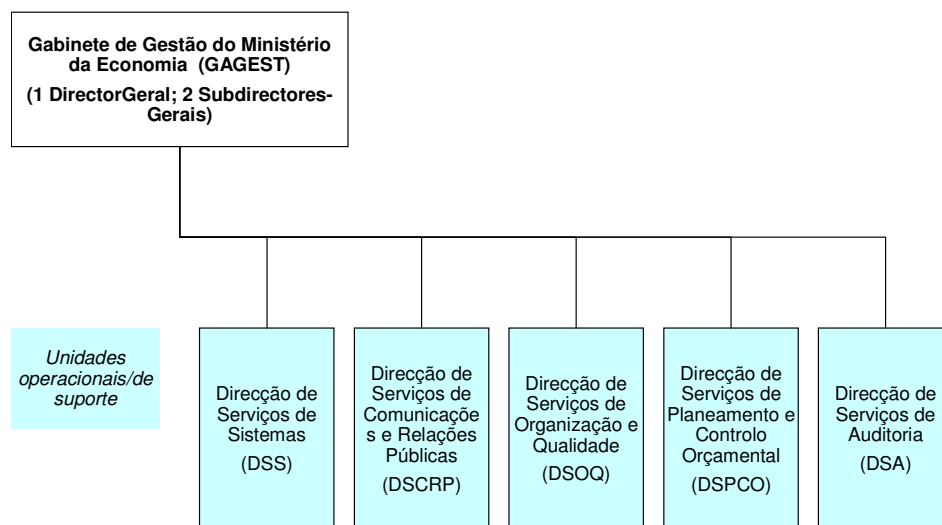 Gabinete de Gestão do Ministério
da Economia  (GAGEST)
(1 DirectorGeral; 2 Subdirectores-
Gerais)
Unidades
operacionais/de
suporte
Direcção de
Serviços de
Sistemas
(DSS)
Direcção de
Serviços de
Comunicaçõe
s e Relações
Públicas
(DSCRP)
Direcção de
Serviços de
Organização e
Qualidade
(DSOQ)
Direcção de
Serviços de
Planeamento e
Controlo
Orçamental
(DSPCO)
Direcção de
Serviços de
Auditoria
(DSA)